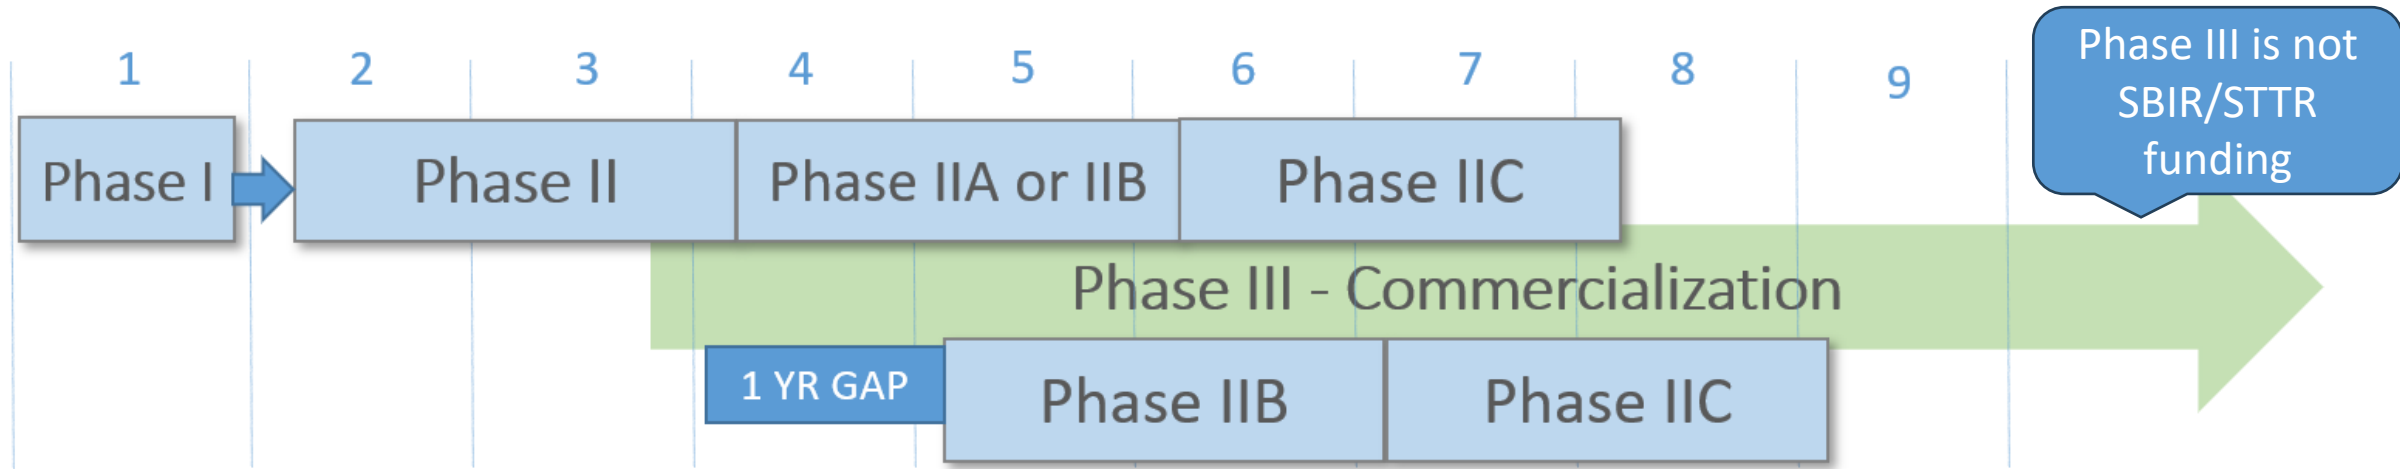 1 2 3 4 5 6 7 8 9
Phase III is not
SBIR/STTR
funding
Phase I Phase II Phase IIA or IIB Phase IIC
Phase III - Commercialization
1 YR GAP Phase IIB Phase IIC